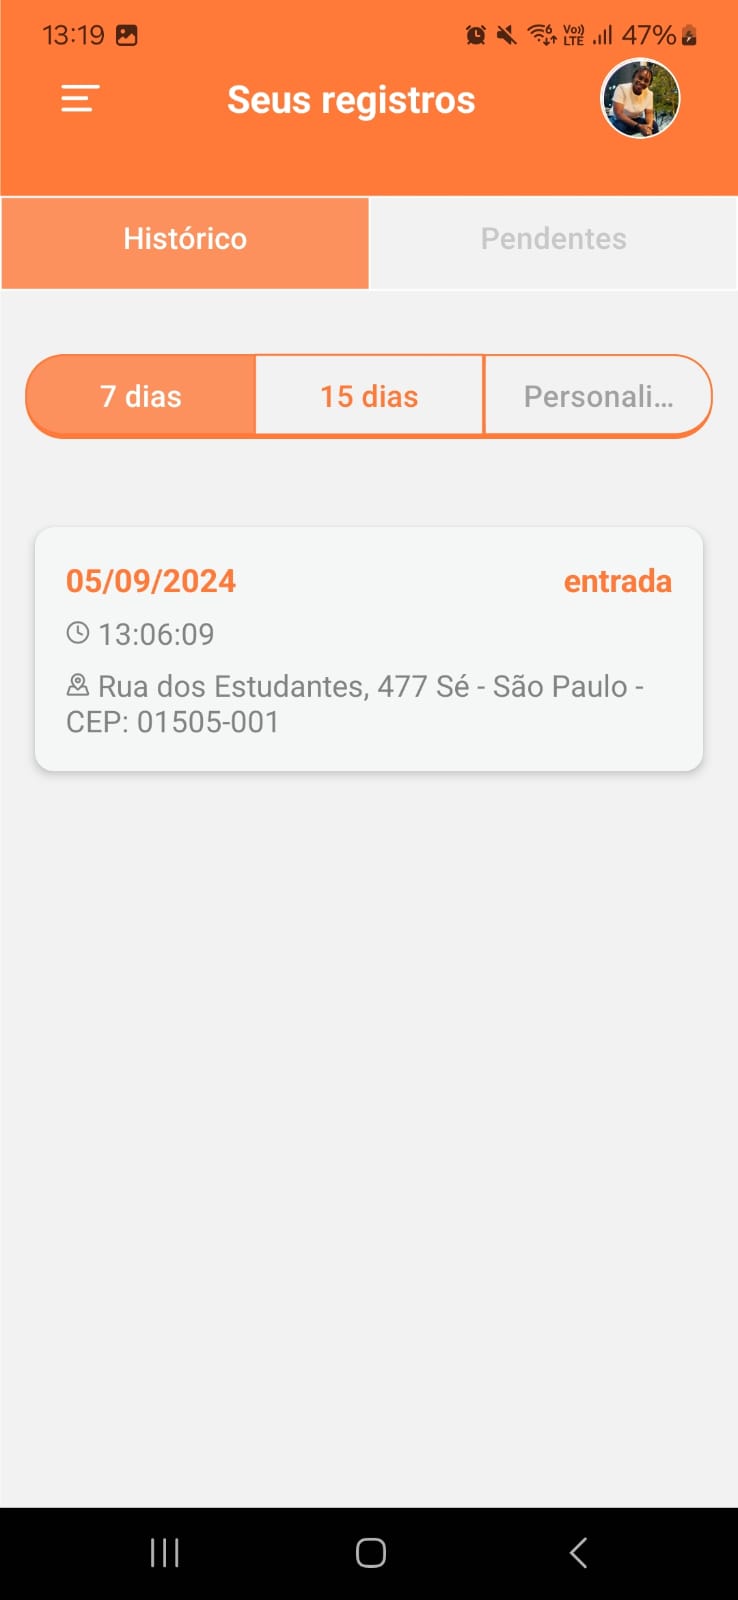 13:19 Vo)) LTE 47%
Seus registros
Histórico Pendentes
7 dias 15 dias Personali...
05/09/2024 entrada
13:06:09
Rua dos Estudantes, 477 Sé - São Paulo -
CEP: 01505-001